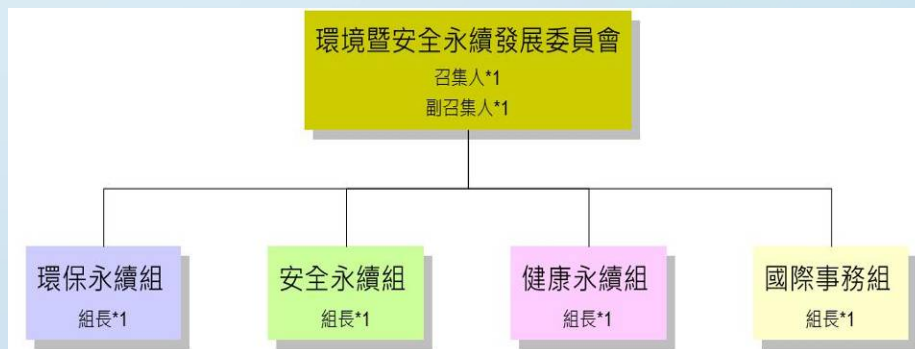 環境暨安全永續發展委員會
召集人*1
副召集人*1
環保永續組
組長*1
安全永續組
組長*1
健康永續組
組長*1
國際事務組
組長*1